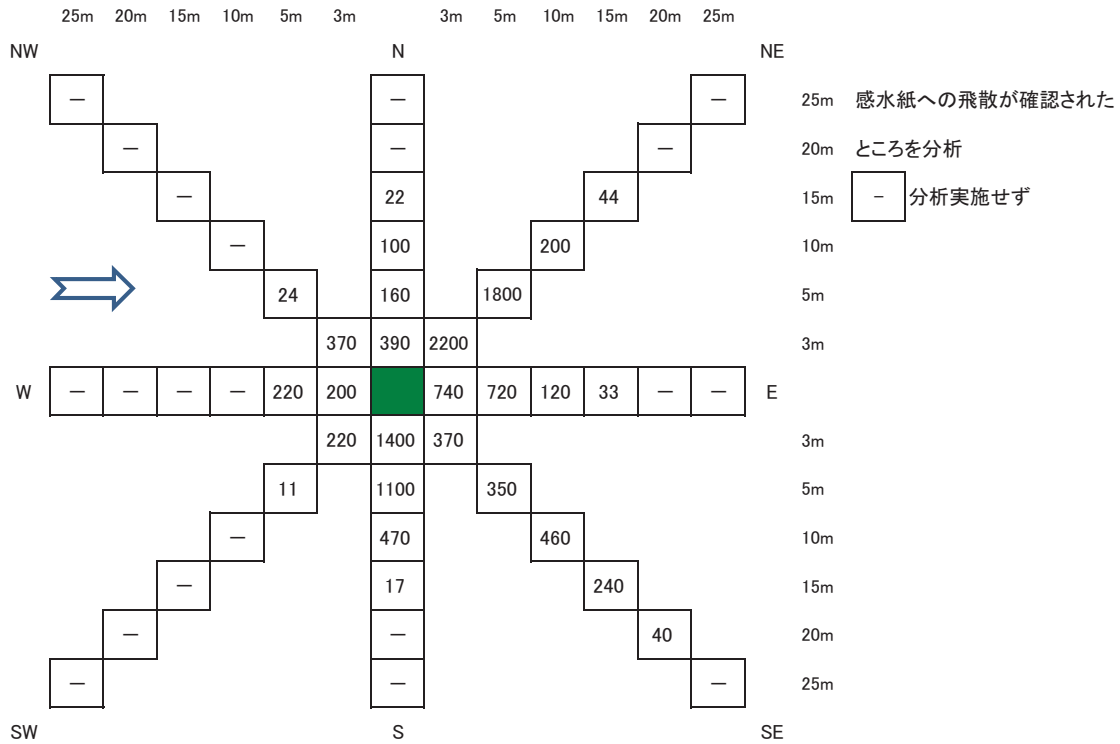 25m 20m 15m 10m 5m 3m 3m 5m 10m 15m 20m 25m
NW N NE
— — — 25m 感水紙への飛散が確認された
— — — 20m ところを分析
— 22 44 15m － 分析実施せず
— 100 200 10m
24 160 1800 5m
370 390 2200 3m
W — — — — 220 200 740 720 120 33 — — E
220 1400 370 3m
11 1100 350 5m
— 470 460 10m
— 17 240 15m
— — 40 20m
— — — 25m
SW S SE